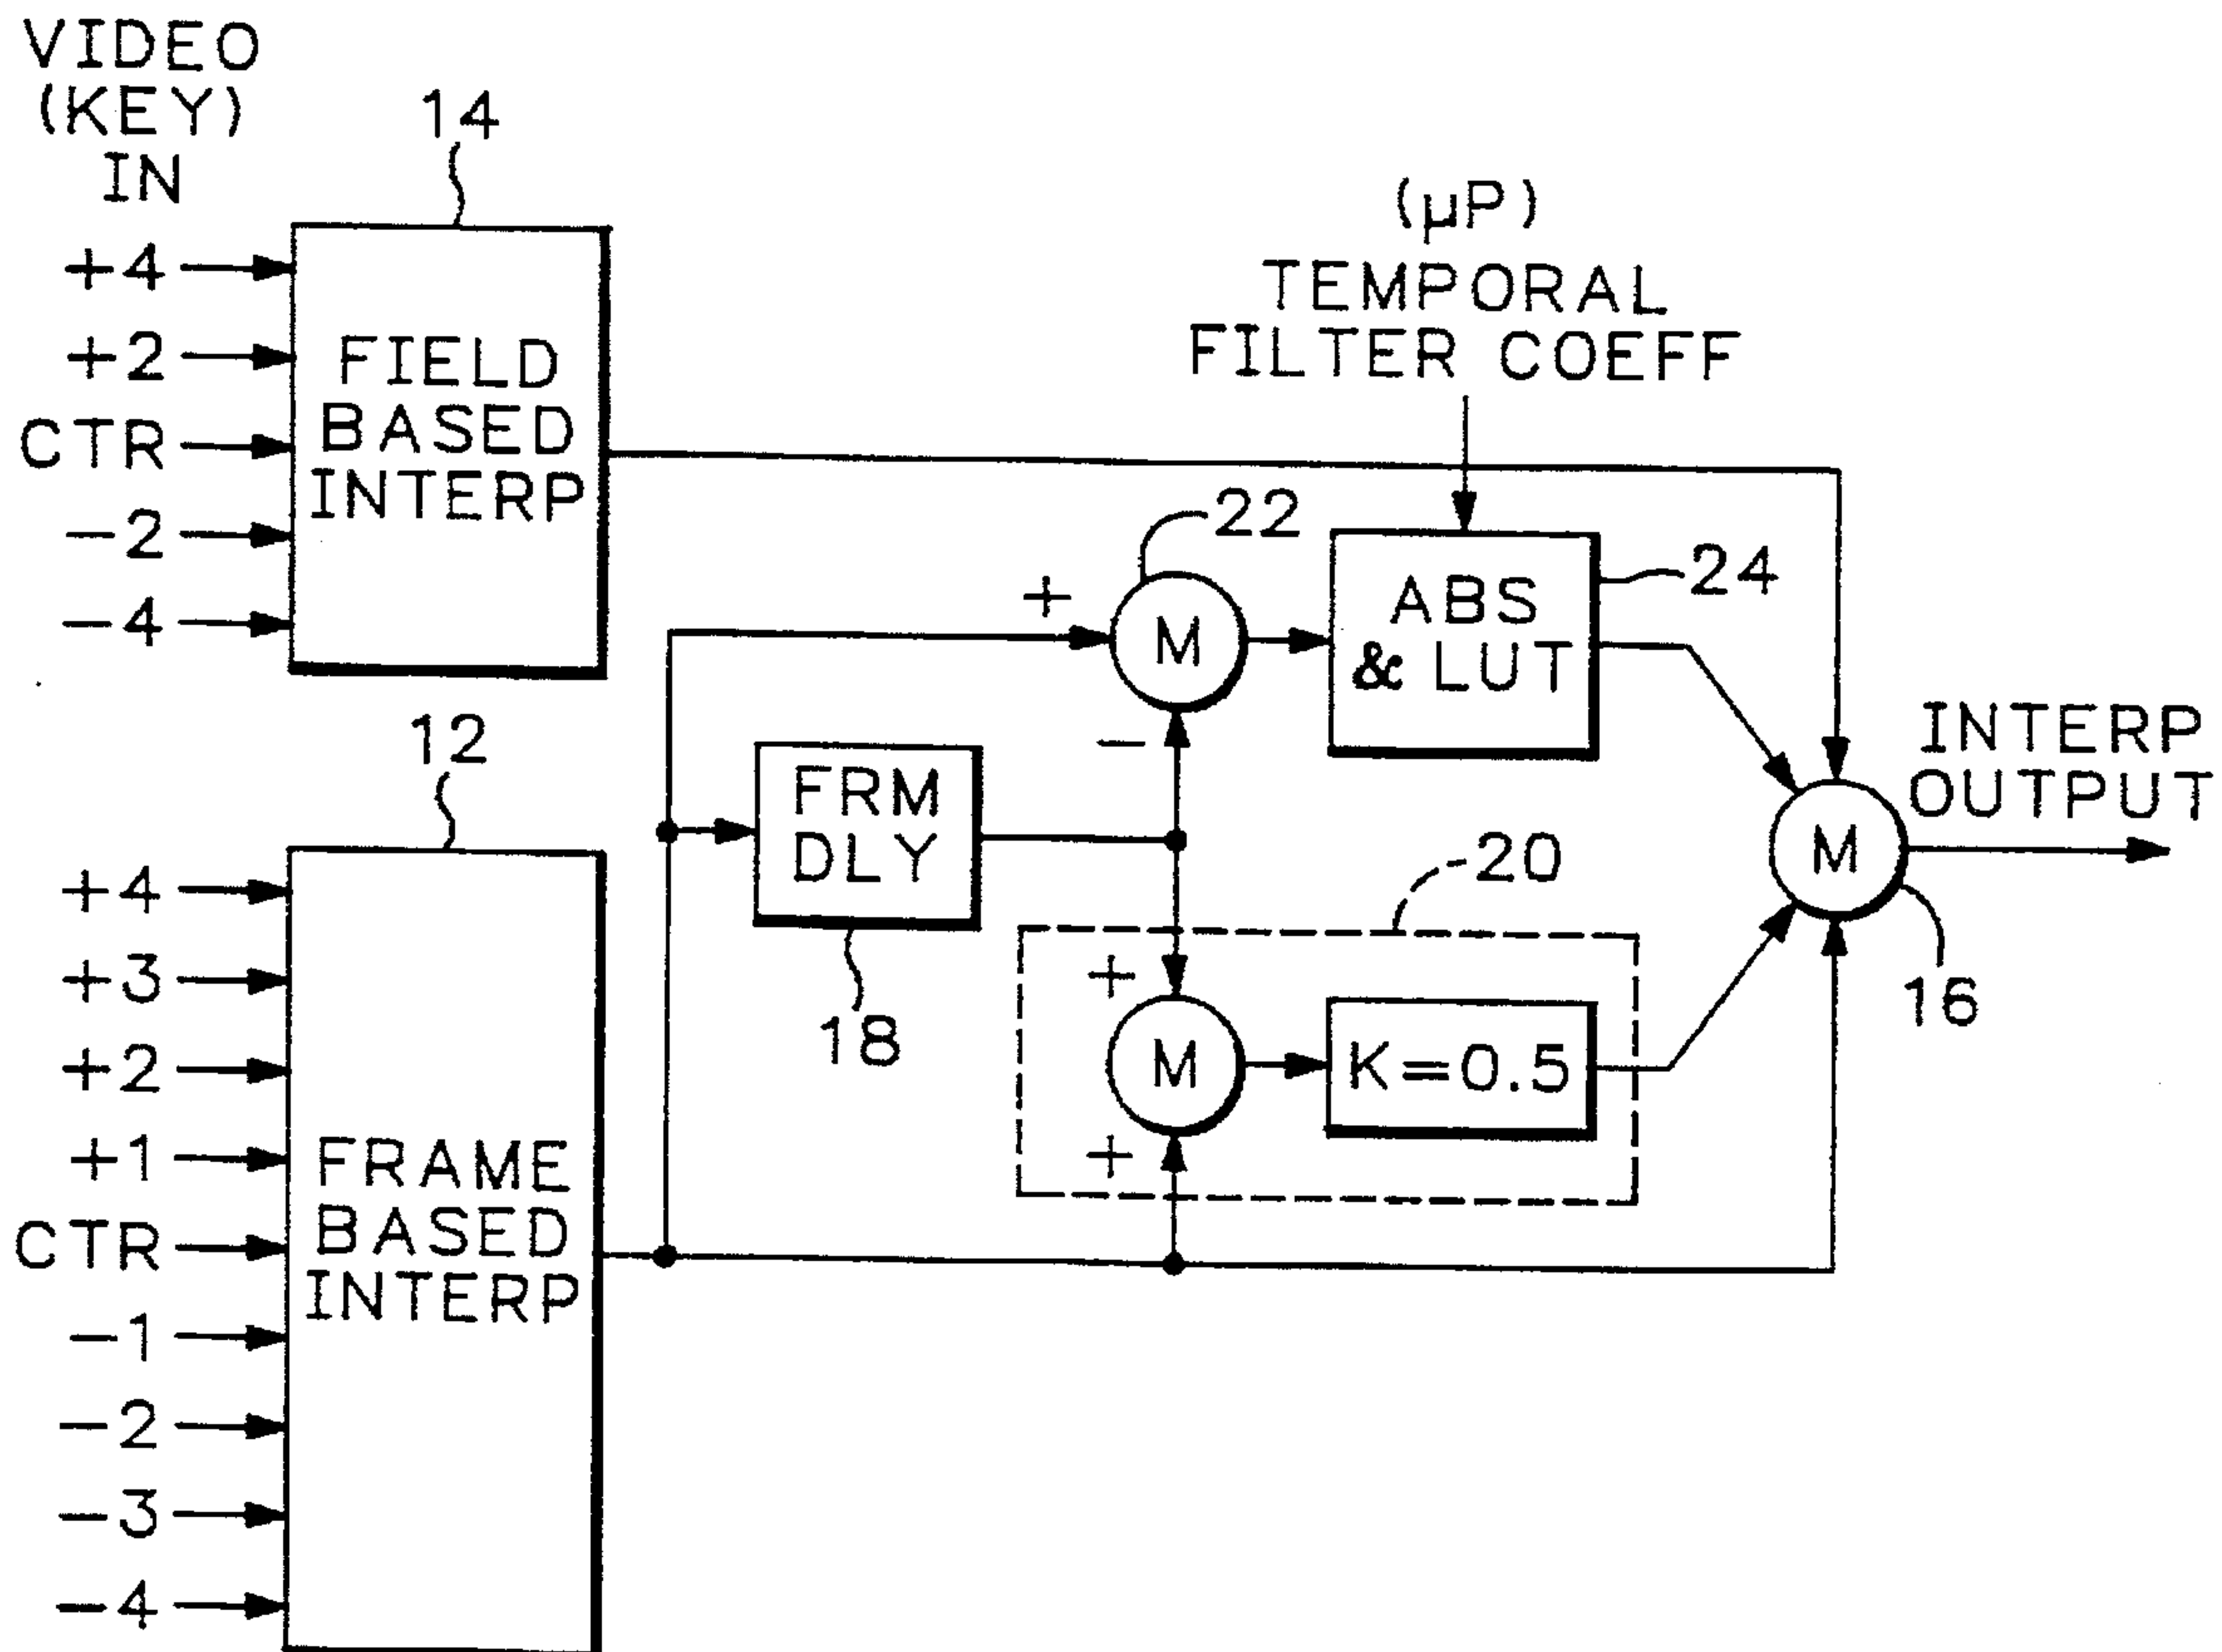 VIDEO
(KEY)
IN
14
+4
+2
CTR
-2
-4
FIELD
BASED
INTERP
(µP)
TEMPORAL
FILTER COEFF
22
+
M
-
ABS
& LUT
24
12
FRM
DLY
18
20
+
M
+
K=0.5
INTERP
OUTPUT
M
16
+4
+3
+2
+1
CTR
-1
-2
-3
-4
FRAME
BASED
INTERP